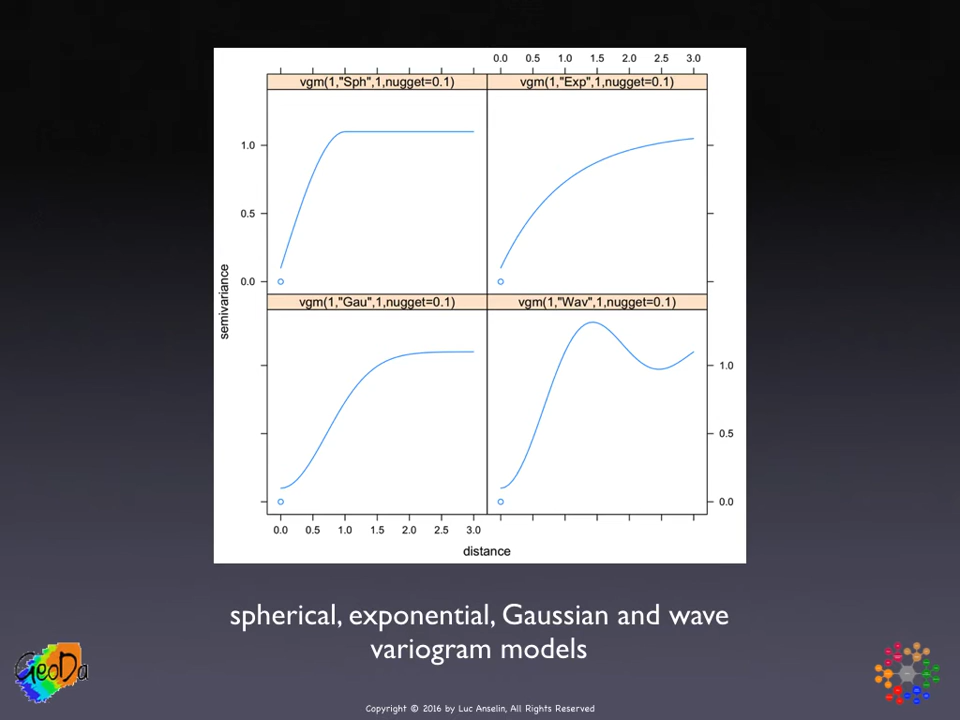 0.0 0.5 1.0 1.5 2.0 2.5 3.0
vgm(1,"Sph",1,nugget=0.1) vgm(1,"Exp",1,nugget=0.1)
1.0
0.5
0.0
semivariance
vgm(1,"Gau",1,nugget=0.1) vgm(1,"Wav",1,nugget=0.1)
1.0
0.5
0.0
0.0 0.5 1.0 1.5 2.0 2.5 3.0
distance
spherical, exponential, Gaussian and wave
variogram models
GeoDa
Copyright © 2016 by Luc Anselin, All Rights Reserved